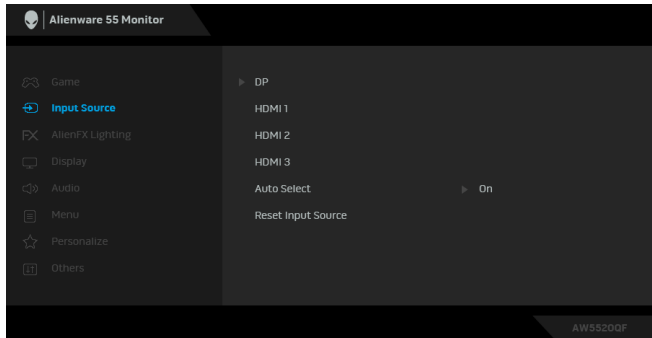 Alienware 55 Monitor
Game
Input Source
AlienFX Lighting
Display
Audio
Menu
Personalize
Others
DP
HDMI 1
HDMI 2
HDMI 3
Auto Select On
Reset Input Source
AW5520QF